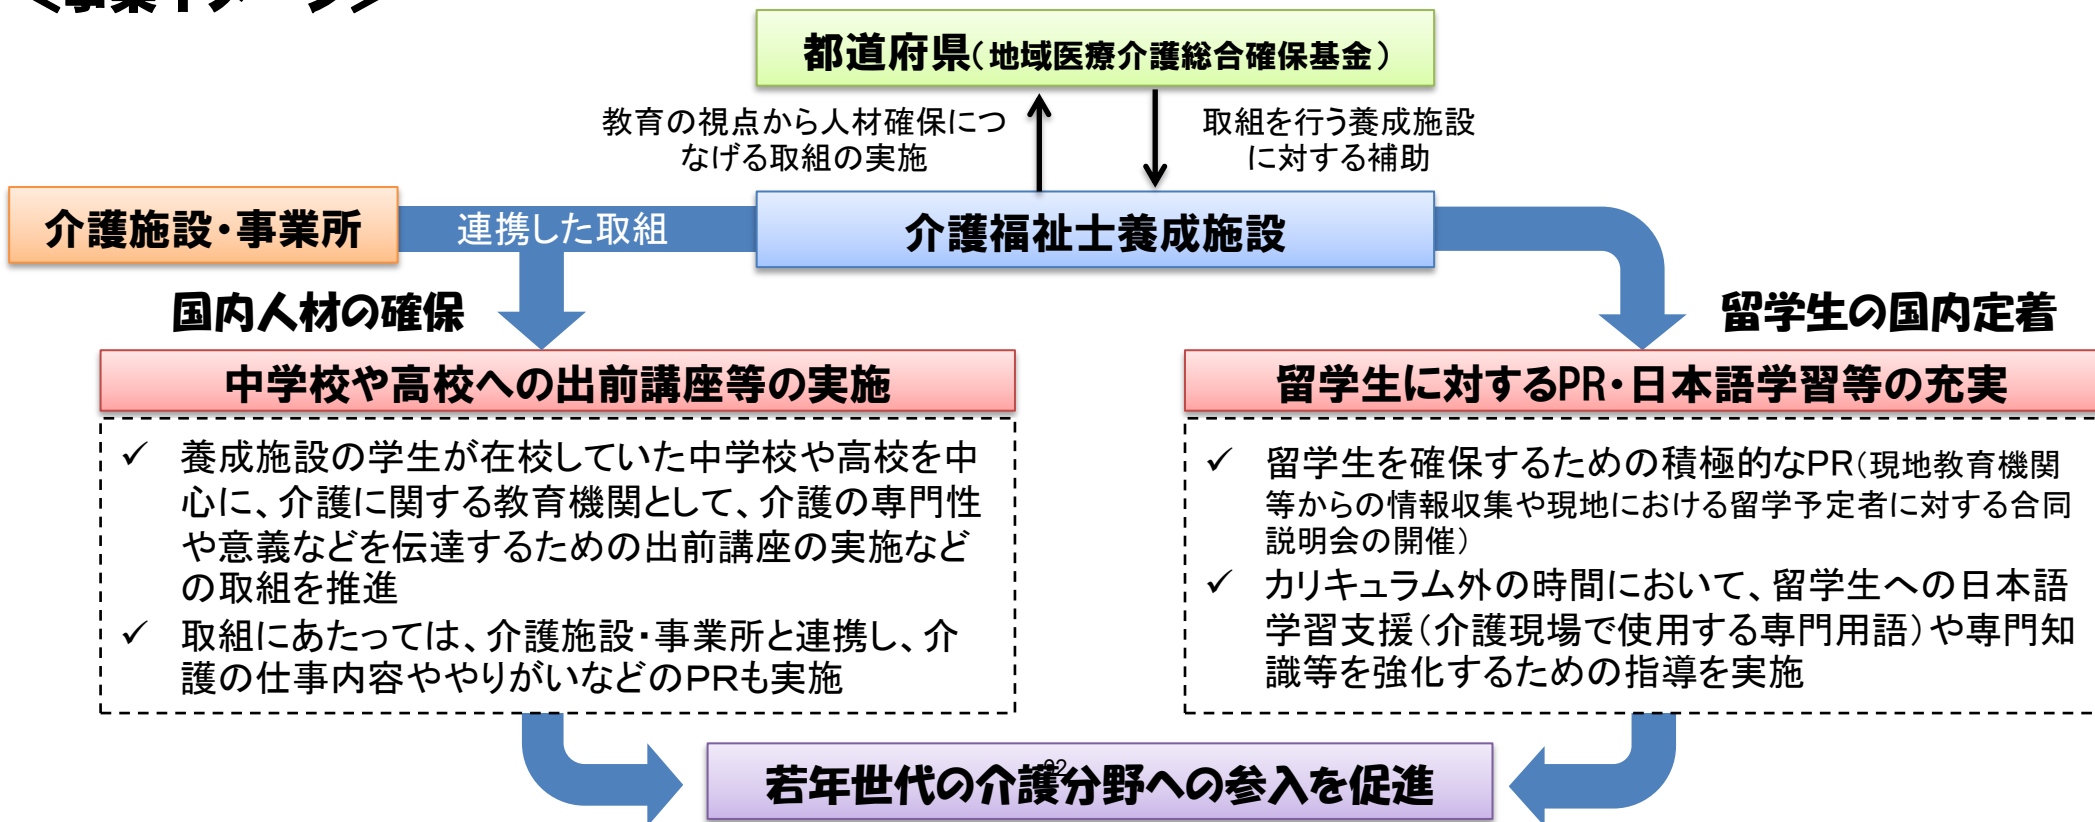 <事業イメージ>
都道府県（地域医療介護総合確保基金）
教育の視点から人材確保につ
なげる取組の実施
取組を行う養成施設
に対する補助
介護施設・事業所
連携した取組
介護福祉士養成施設
国内人材の確保
留学生の国内定着
中学校や高校への出前講座等の実施
✓ 養成施設の学生が在校していた中学校や高校を中
心に、介護に関する教育機関として、介護の専門性
や意義などを伝達するための出前講座の実施など
の取組を推進
✓ 取組にあたっては、介護施設・事業所と連携し、介
護の仕事内容ややりがいなどのPRも実施
留学生に対するPR・日本語学習等の充実
✓ 留学生を確保するための積極的なPR（現地教育機関
等からの情報収集や現地における留学予定者に対する合同
説明会の開催）
✓ カリキュラム外の時間において、留学生への日本語
学習支援（介護現場で使用する専門用語）や専門知
識等を強化するための指導を実施
若年世代の介護分野への参入を促進